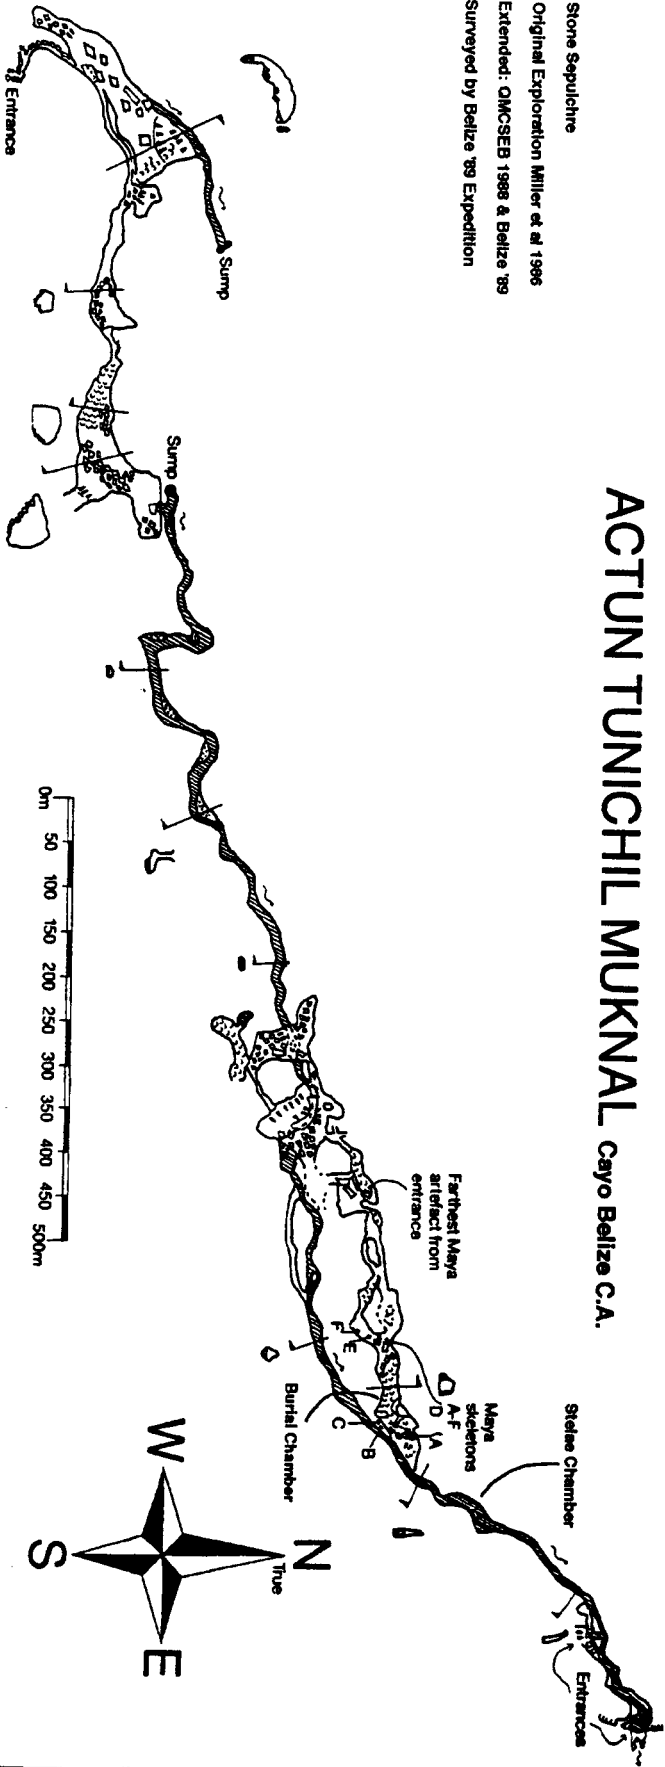 ACTUN TUNICHIL MUKNAL Cayo Belize C.A.
Stone Sepulchre
Original Exploration Miller et al 1986
Extended: QMCSEB 1988 & Belize '89
Surveyed by Belize '89 Expedition
Entrance
Sump
Sump
Farthest Maya
artefact from
entrance
Maya
skeletons
A-F
A
B
C
D
E
F
Burial Chamber
Stelae Chamber
Entrances
0m 50 100 150 200 250 300 350 400 450 500m
N
True
W
E
S